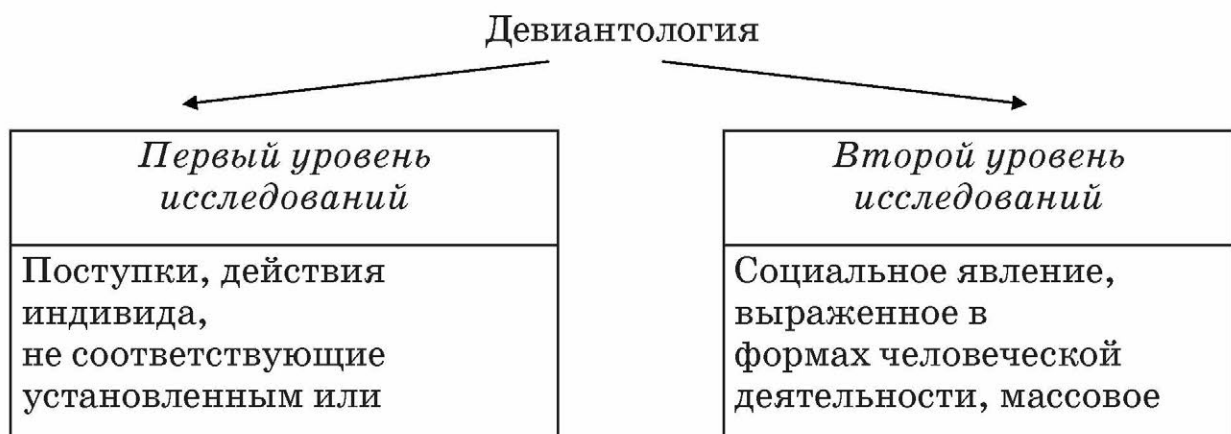 Девиантология
Первый уровень
исследований
Поступки, действия
индивида,
не соответствующие
установленным или
Второй уровень
исследований
Социальное явление,
выраженное в
формах человеческой
деятельности, массовое